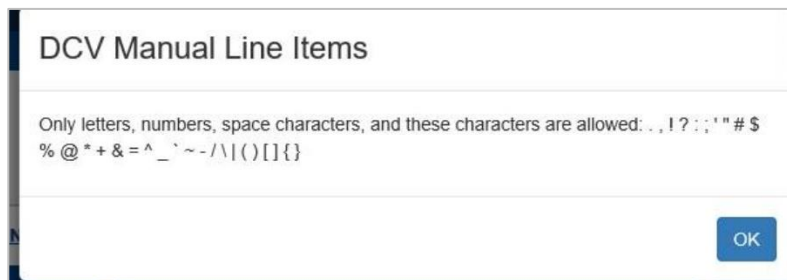 DCV Manual Line Items
Only letters, numbers, space characters, and these characters are allowed: . , ! ? : ; ' " # $
% @ * + & = ^ _ ` ~ - / \ | ( ) [ ] { }
N
OK